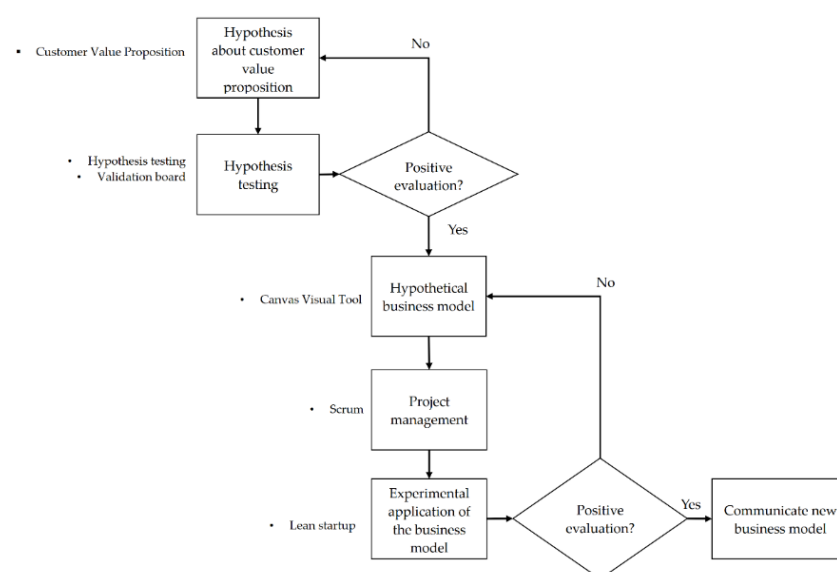 Hypothesis
about customer
value
proposition
No
▪ Customer Value Proposition
• Hypothesis testing
• Validation board
Hypothesis
testing
Positive
evaluation?
Yes
Hypothetical
business model
No
• Canvas Visual Tool
• Scrum
Project
management
Experimental
application of
the business
model
• Lean startup
Positive
evaluation?
Yes
Communicate new
business model